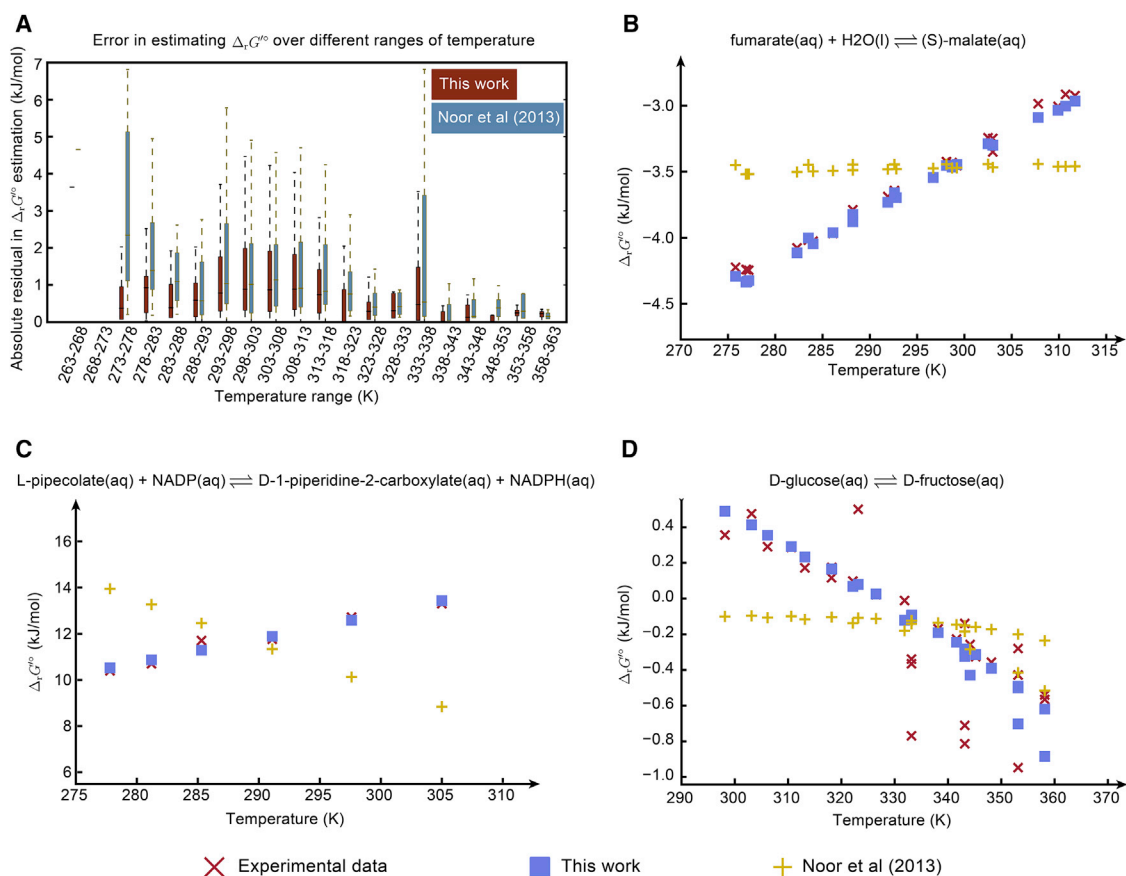 A
Error in estimating ΔrG′° over different ranges of temperature
Absolute residual in ΔrG′° estimation (kJ/mol)
7
6
5
4
3
2
1
0
This work
Noor et al (2013)
263-268
268-273
273-278
278-283
283-288
288-293
293-298
298-303
303-308
308-313
313-318
318-323
323-328
328-333
333-338
338-343
343-348
348-353
353-358
358-363
Temperature range (K)
B
fumarate(aq) + H2O(l) ⇌ (S)-malate(aq)
ΔrG′° (kJ/mol)
−3.0
−3.5
−4.0
−4.5
270 275 280 285 290 295 300 305 310 315
Temperature (K)
C
L-pipecolate(aq) + NADP(aq) ⇌ D-1-piperidine-2-carboxylate(aq) + NADPH(aq)
ΔrG′° (kJ/mol)
16
14
12
10
8
6
275 280 285 290 295 300 305 310
Temperature (K)
D
D-glucose(aq) ⇌ D-fructose(aq)
ΔrG′° (kJ/mol)
0.4
0.2
0.0
−0.2
−0.4
−0.6
−0.8
−1.0
290 300 310 320 330 340 350 360 370
Temperature (K)
Experimental data This work Noor et al (2013)